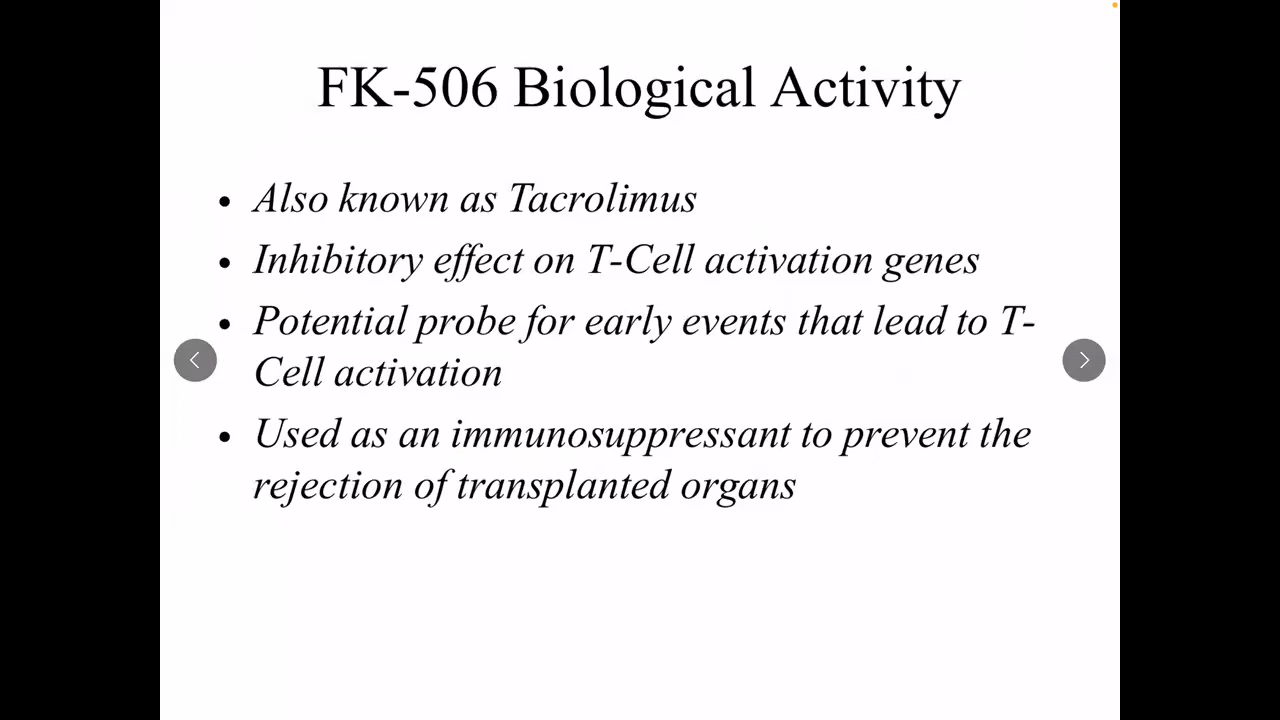 FK-506 Biological Activity
• Also known as Tacrolimus
• Inhibitory effect on T-Cell activation genes
• Potential probe for early events that lead to T-
Cell activation
• Used as an immunosuppressant to prevent the
rejection of transplanted organs